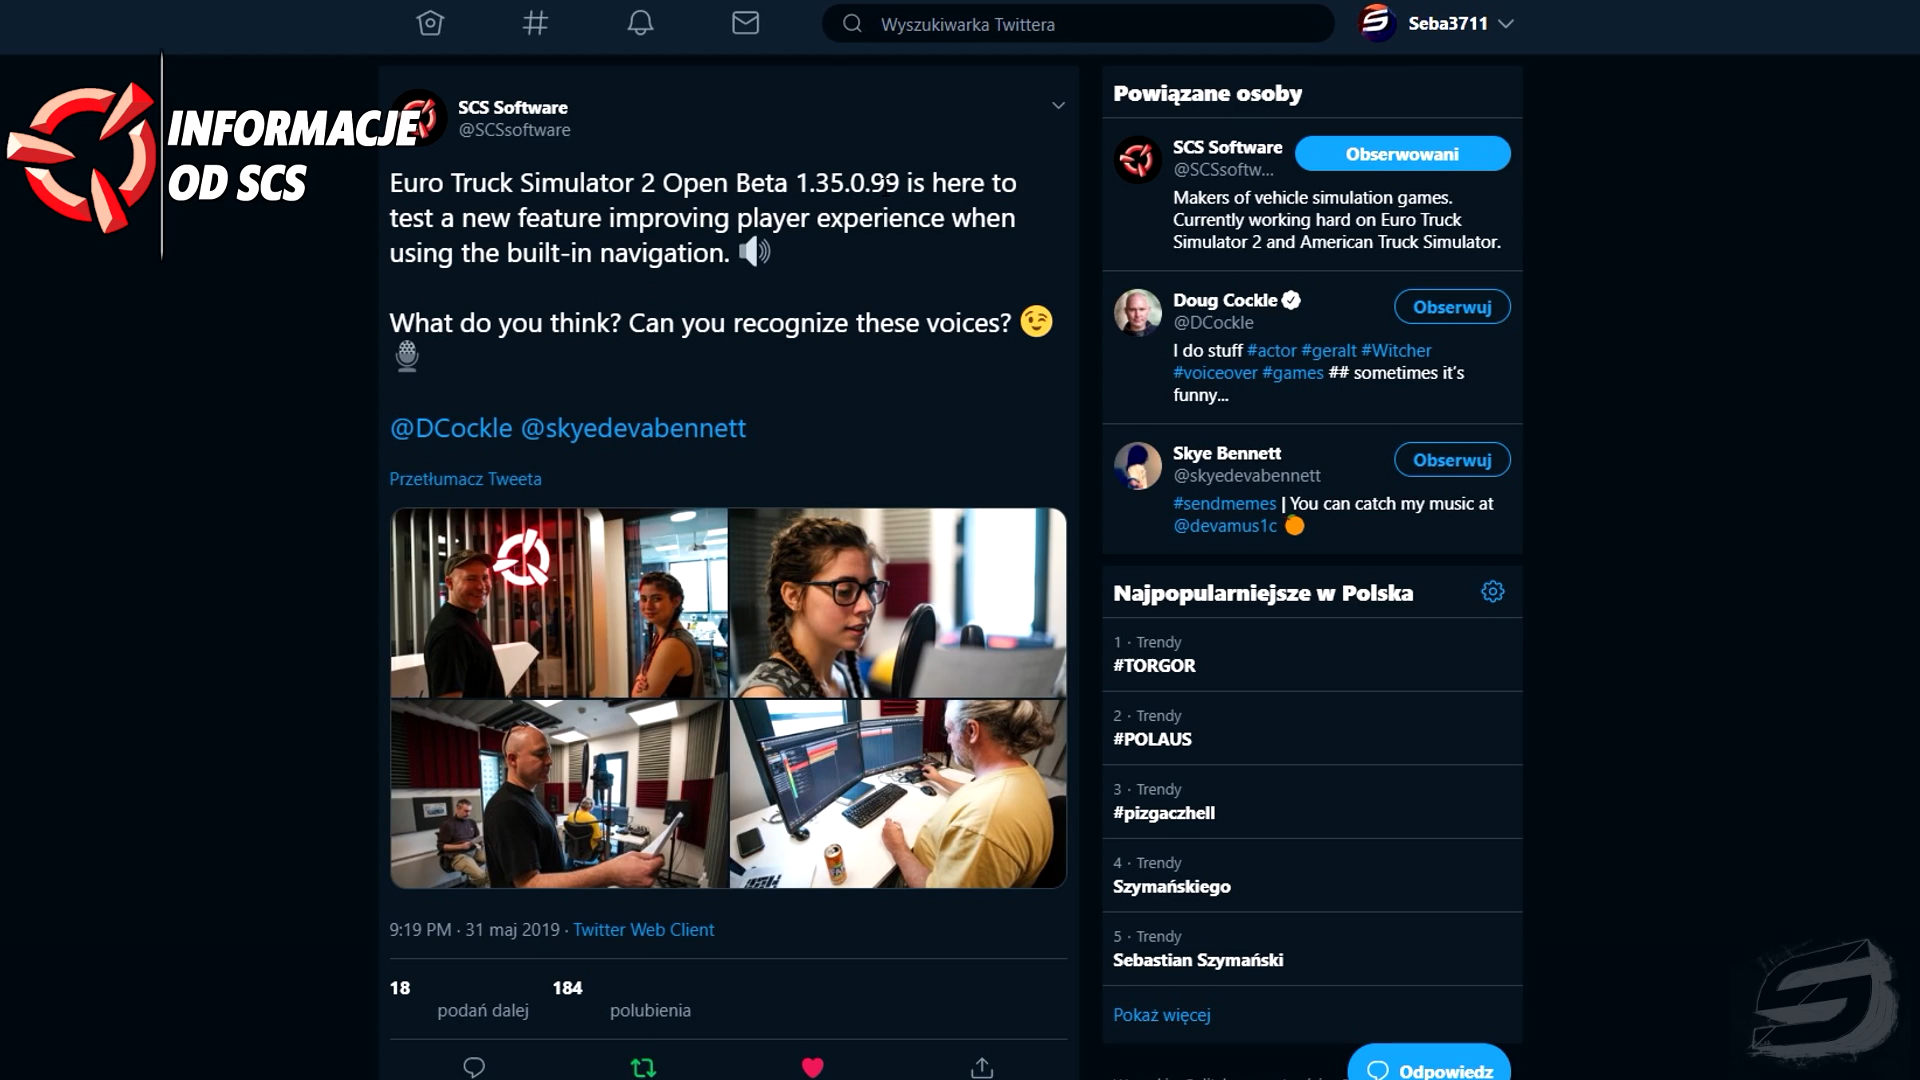 Wyszukiwarka Twittera
Seba3711
INFORMACJE
OD SCS
SCS Software
@SCSsoftware
Euro Truck Simulator 2 Open Beta 1.35.0.99 is here to
test a new feature improving player experience when
using the built-in navigation. 🔊
What do you think? Can you recognize these voices? 😉
🎙
@DCockle @skyedevabennett
Przetłumacz Tweeta
9:19 PM · 31 maj 2019 · Twitter Web Client
18 podań dalej 184 polubienia
Powiązane osoby
SCS Software
Obserwowani
@SCSsoftw...
Makers of vehicle simulation games.
Currently working hard on Euro Truck
Simulator 2 and American Truck Simulator.
Doug Cockle
@DCockle
Obserwuj
I do stuff #actor #geralt #Witcher
#voiceover #games ## sometimes it's
funny...
Skye Bennett
@skyedevabennett
Obserwuj
#sendmemes | You can catch my music at
@devamus1c 🍊
Najpopularniejsze w Polska
1 · Trendy
#TORGOR
2 · Trendy
#POLAUS
3 · Trendy
#pizgaczhell
4 · Trendy
Szymańskiego
5 · Trendy
Sebastian Szymański
Pokaż więcej
Odpowiedz